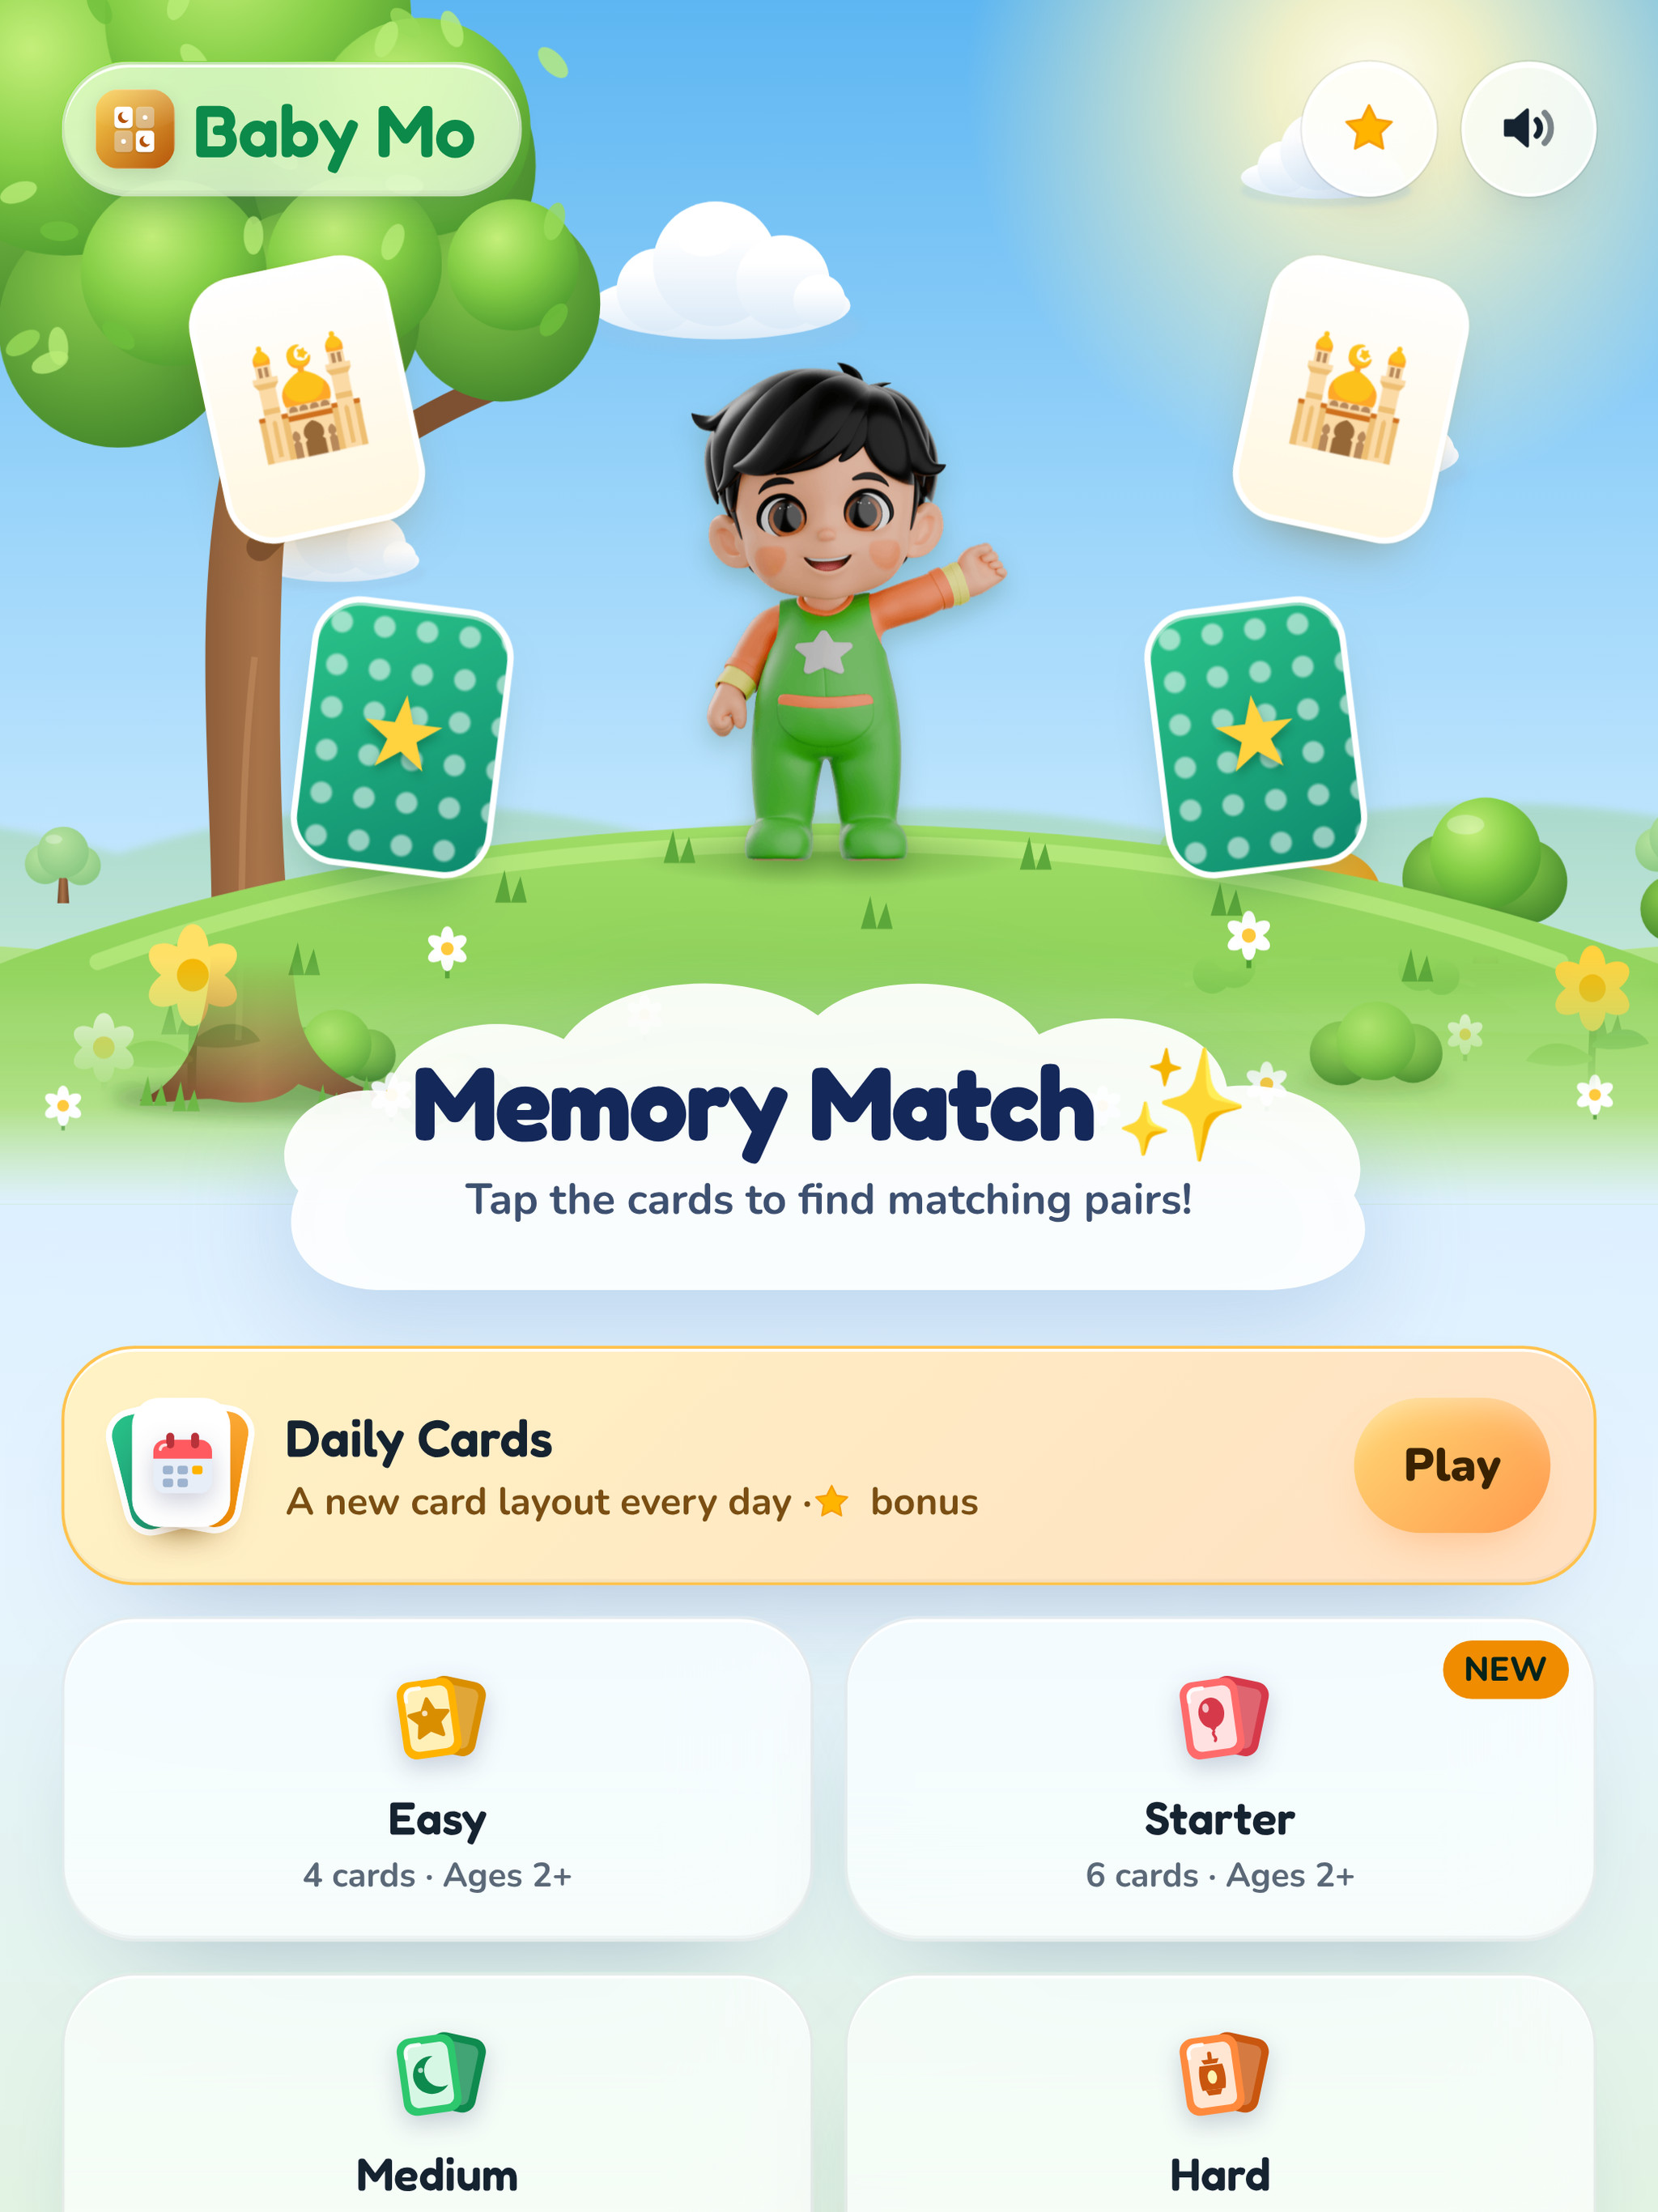 Baby Mo
Memory Match ✨
Tap the cards to find matching pairs!
Daily Cards
A new card layout every day · ⭐ bonus
Play
NEW
Easy
4 cards · Ages 2+
Starter
6 cards · Ages 2+
Medium
Hard